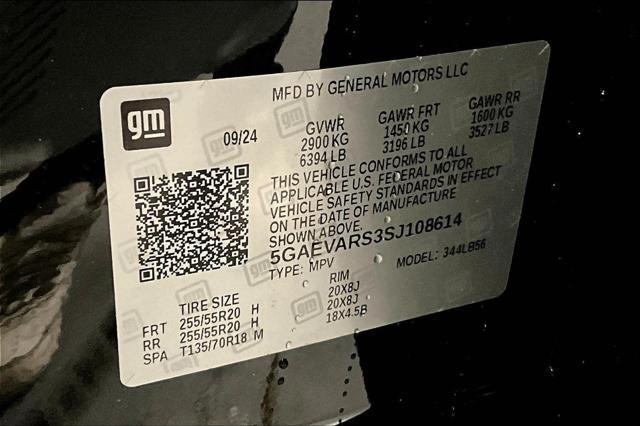 MFD BY GENERAL MOTORS LLC
gm
09/24
GVWR GAWR FRT GAWR RR
2900 KG 1450 KG 1600 KG
6394 LB 3196 LB 3527 LB
THIS VEHICLE CONFORMS TO ALL
APPLICABLE U.S. FEDERAL MOTOR
VEHICLE SAFETY STANDARDS IN EFFECT
ON THE DATE OF MANUFACTURE
SHOWN ABOVE.
5GAEVARS3SJ108614
TYPE: MPV MODEL: 344LB56
TIRE SIZE RIM
FRT 255/55R20 H 20X8J
RR 255/55R20 H 20X8J
SPA T135/70R18 M 18X4.5B